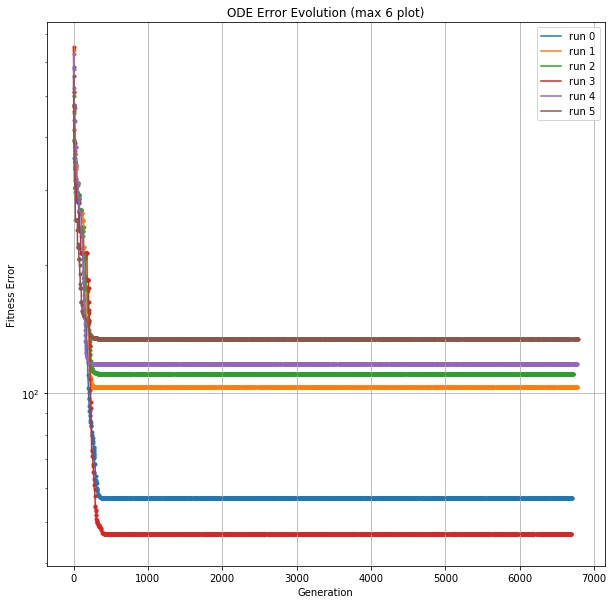 ODE Error Evolution (max 6 plot)
run 0
run 1
run 2
run 3
run 4
run 5
Fitness Error
10²
0 1000 2000 3000 4000 5000 6000 7000
Generation